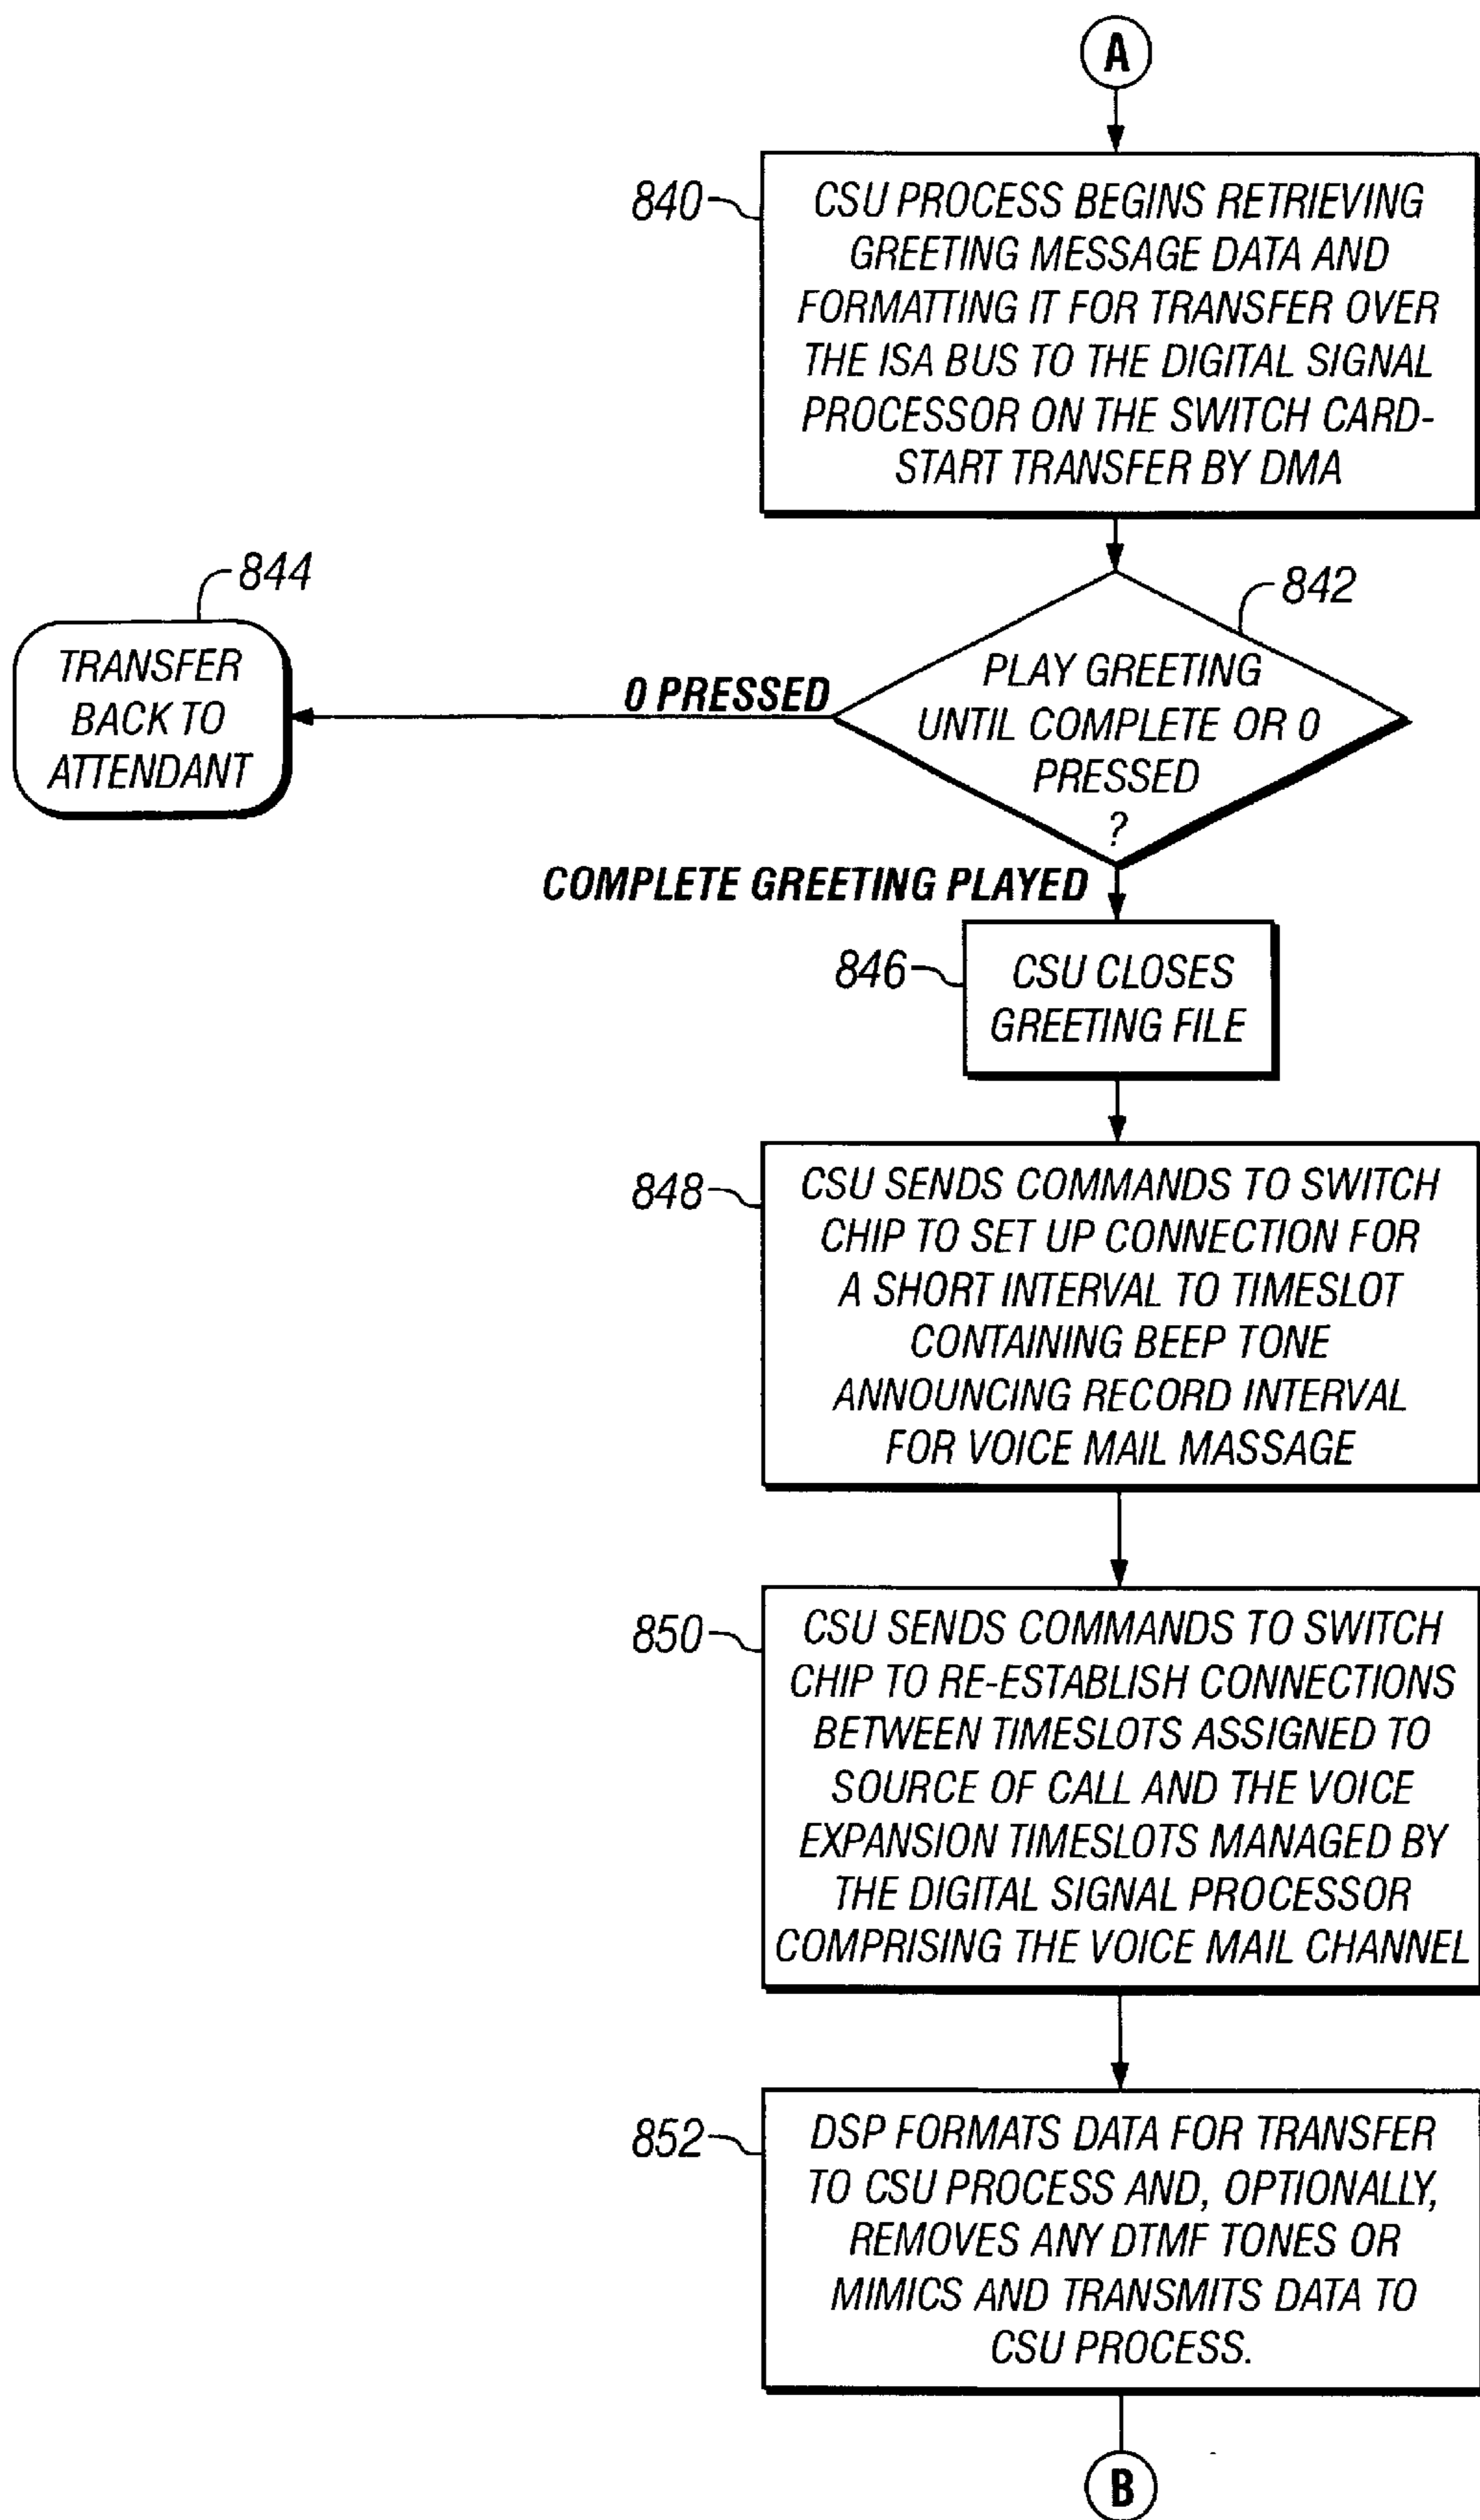 A
840
CSU PROCESS BEGINS RETRIEVING
GREETING MESSAGE DATA AND
FORMATTING IT FOR TRANSFER OVER
THE ISA BUS TO THE DIGITAL SIGNAL
PROCESSOR ON THE SWITCH CARD-
START TRANSFER BY DMA
844
TRANSFER
BACK TO
ATTENDANT
0 PRESSED
842
PLAY GREETING
UNTIL COMPLETE OR 0
PRESSED
?
COMPLETE GREETING PLAYED
846
CSU CLOSES
GREETING FILE
848
CSU SENDS COMMANDS TO SWITCH
CHIP TO SET UP CONNECTION FOR
A SHORT INTERVAL TO TIMESLOT
CONTAINING BEEP TONE
ANNOUNCING RECORD INTERVAL
FOR VOICE MAIL MASSAGE
850
CSU SENDS COMMANDS TO SWITCH
CHIP TO RE-ESTABLISH CONNECTIONS
BETWEEN TIMESLOTS ASSIGNED TO
SOURCE OF CALL AND THE VOICE
EXPANSION TIMESLOTS MANAGED BY
THE DIGITAL SIGNAL PROCESSOR
COMPRISING THE VOICE MAIL CHANNEL
852
DSP FORMATS DATA FOR TRANSFER
TO CSU PROCESS AND, OPTIONALLY,
REMOVES ANY DTMF TONES OR
MIMICS AND TRANSMITS DATA TO
CSU PROCESS.
B